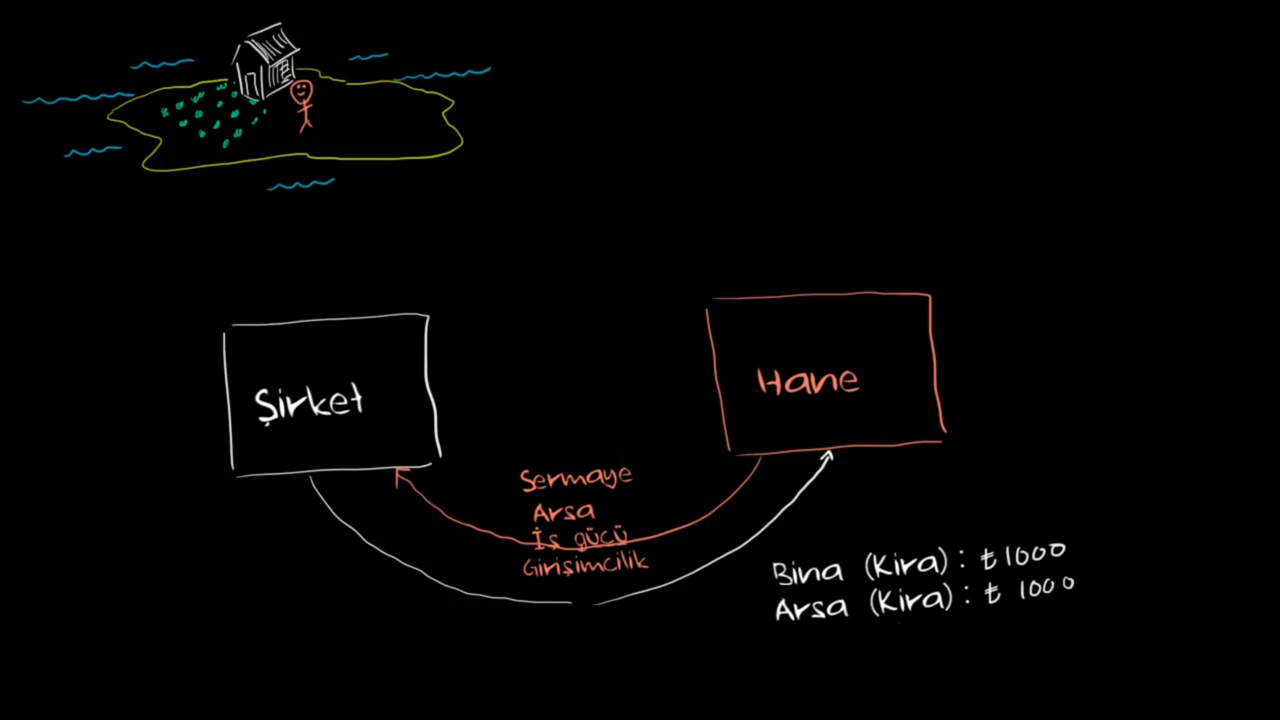 Şirket
Hane
Sermaye
Arsa
İş gücü
Girişimcilik
Bina (Kira) : ₺1000
Arsa (Kira) : ₺ 1000